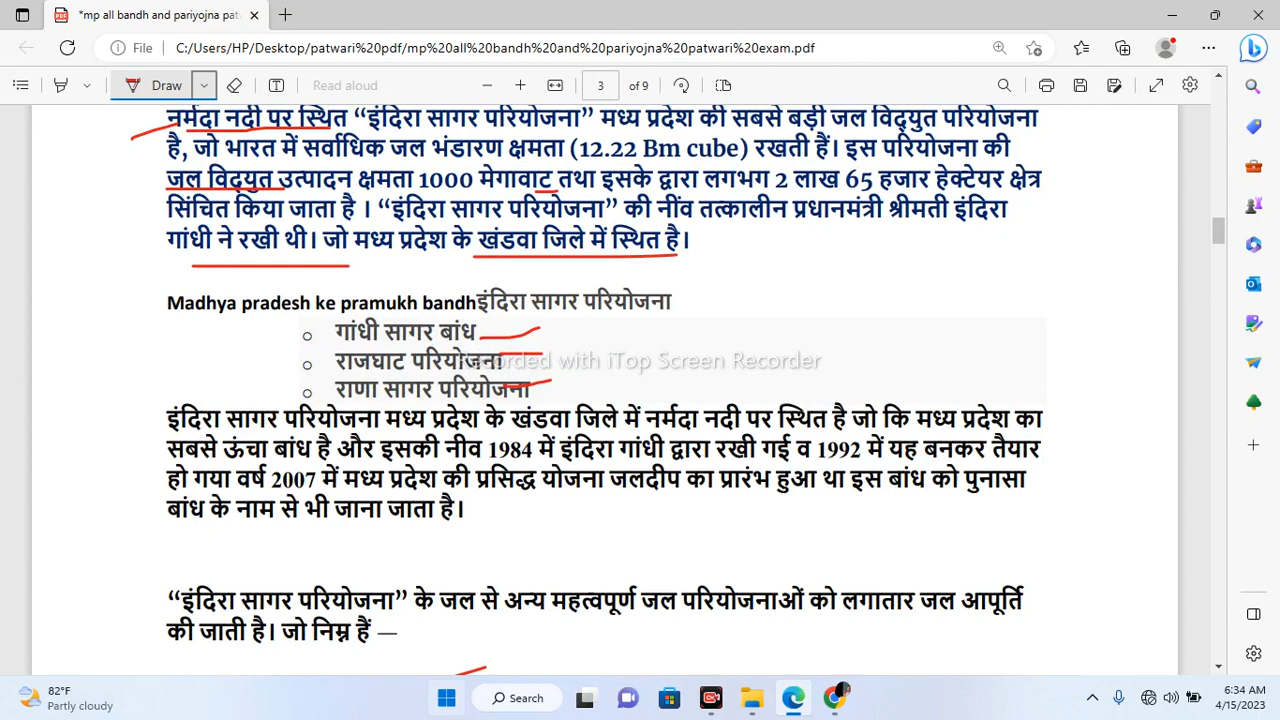 *mp all bandh and pariyojna pat
File
C:/Users/HP/Desktop/patwari%20pdf/mp%20all%20bandh%20and%20pariyojna%20patwari%20exam.pdf
Draw
Read aloud
3
of 9
नर्मदा नदी पर स्थित “इंदिरा सागर परियोजना” मध्य प्रदेश की सबसे बड़ी जल विद्युत परियोजना
है, जो भारत में सर्वाधिक जल भंडारण क्षमता (12.22 Bm cube) रखती हैं। इस परियोजना की
जल विद्युत उत्पादन क्षमता 1000 मेगावाट तथा इसके द्वारा लगभग 2 लाख 65 हजार हेक्टेयर क्षेत्र
सिंचित किया जाता है । “इंदिरा सागर परियोजना” की नींव तत्कालीन प्रधानमंत्री श्रीमती इंदिरा
गांधी ने रखी थी। जो मध्य प्रदेश के खंडवा जिले में स्थित है।
Madhya pradesh ke pramukh bandhइंदिरा सागर परियोजना
गांधी सागर बांध
राजघाट परियोजना
Recorded with iTop Screen Recorder
राणा सागर परियोजना
इंदिरा सागर परियोजना मध्य प्रदेश के खंडवा जिले में नर्मदा नदी पर स्थित है जो कि मध्य प्रदेश का
सबसे ऊंचा बांध है और इसकी नीव 1984 में इंदिरा गांधी द्वारा रखी गई व 1992 में यह बनकर तैयार
हो गया वर्ष 2007 में मध्य प्रदेश की प्रसिद्ध योजना जलदीप का प्रारंभ हुआ था इस बांध को पुनासा
बांध के नाम से भी जाना जाता है।
“इंदिरा सागर परियोजना” के जल से अन्य महत्वपूर्ण जल परियोजनाओं को लगातार जल आपूर्ति
की जाती है। जो निम्न हैं —
82°F
Partly cloudy
Search
6:34 AM
4/15/2023